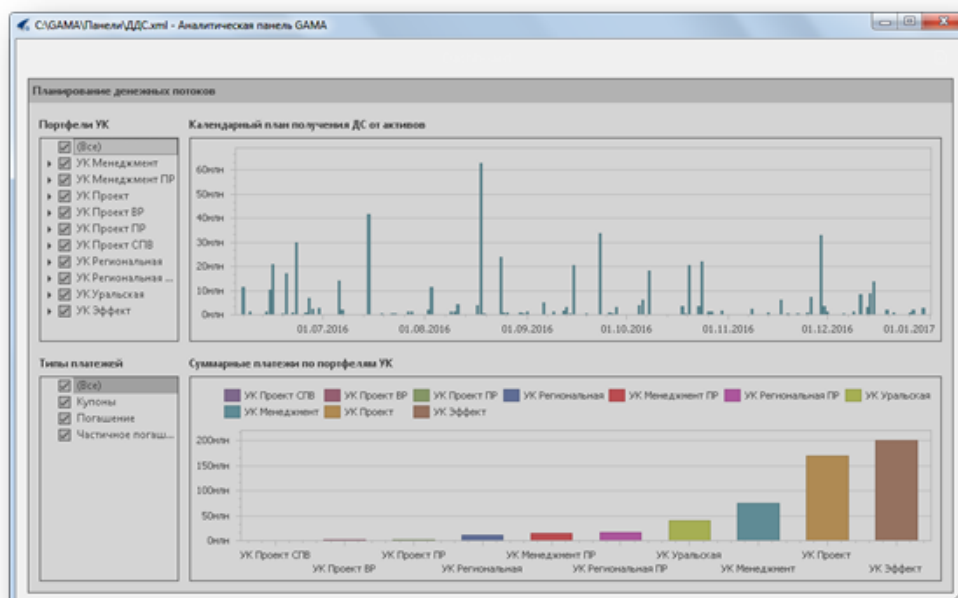 C:\GAMA\Панели\ДДС.xml - Аналитическая панель GAMA
Планирование денежных потоков
Портфели УК
(Все)
УК Менеджмент
УК Менеджмент ПР
УК Проект
УК Проект ВР
УК Проект ПР
УК Проект СПВ
УК Региональная
УК Региональная ...
УК Уральская
УК Эффект
Календарный план получения ДС от активов
60млн
50млн
40млн
30млн
20млн
10млн
0млн
01.07.2016 01.08.2016 01.09.2016 01.10.2016 01.11.2016 01.12.2016 01.01.2017
Типы платежей
(Все)
Купоны
Погашение
Частичное погаш...
Суммарные платежи по портфелям УК
УК Проект СПВ УК Проект ВР УК Проект ПР УК Региональная УК Менеджмент ПР УК Региональная ПР УК Уральская
УК Менеджмент УК Проект УК Эффект
200млн
150млн
100млн
50млн
0млн
УК Проект СПВ УК Проект ПР УК Менеджмент ПР УК Уральская УК Проект
УК Проект ВР УК Региональная УК Региональная ПР УК Менеджмент УК Эффект